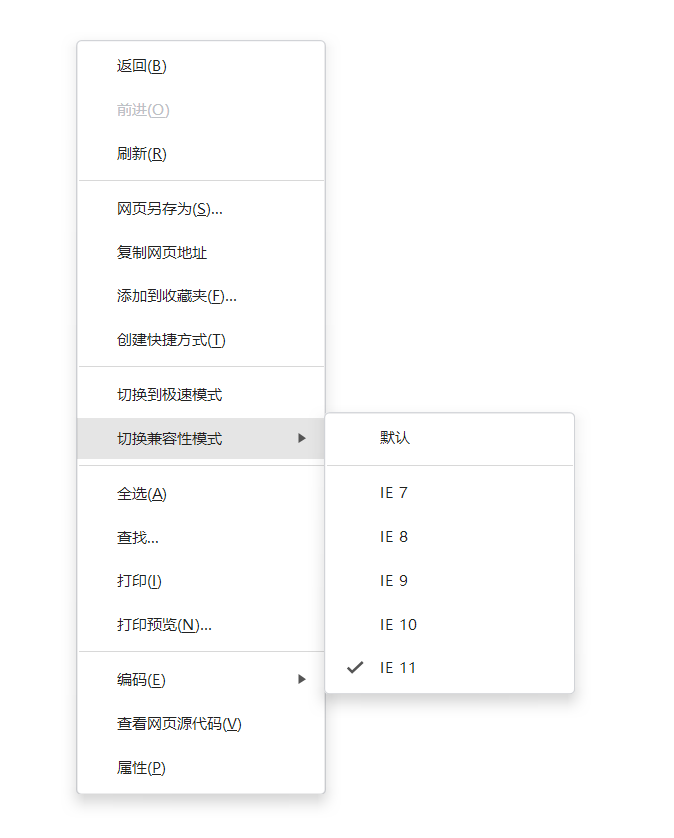 返回(B)
前进(O)
刷新(R)
网页另存为(S)...
复制网页地址
添加到收藏夹(F)...
创建快捷方式(T)
切换到极速模式
切换兼容性模式
默认
IE 7
IE 8
IE 9
IE 10
IE 11
全选(A)
查找...
打印(I)
打印预览(N)...
编码(E)
查看网页源代码(V)
属性(P)